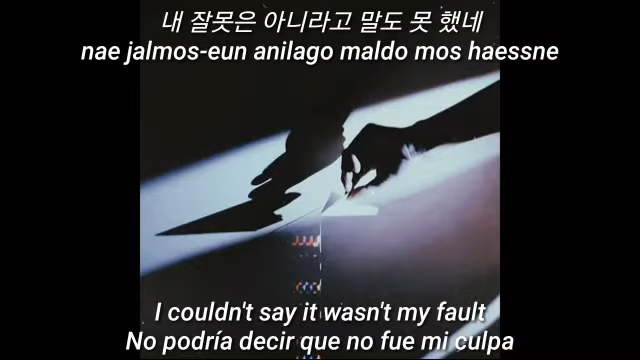 내 잘못은 아니라고 말도 못 했네
nae jalmos-eun anilago maldo mos haessne
I couldn't say it wasn't my fault
No podría decir que no fue mi culpa